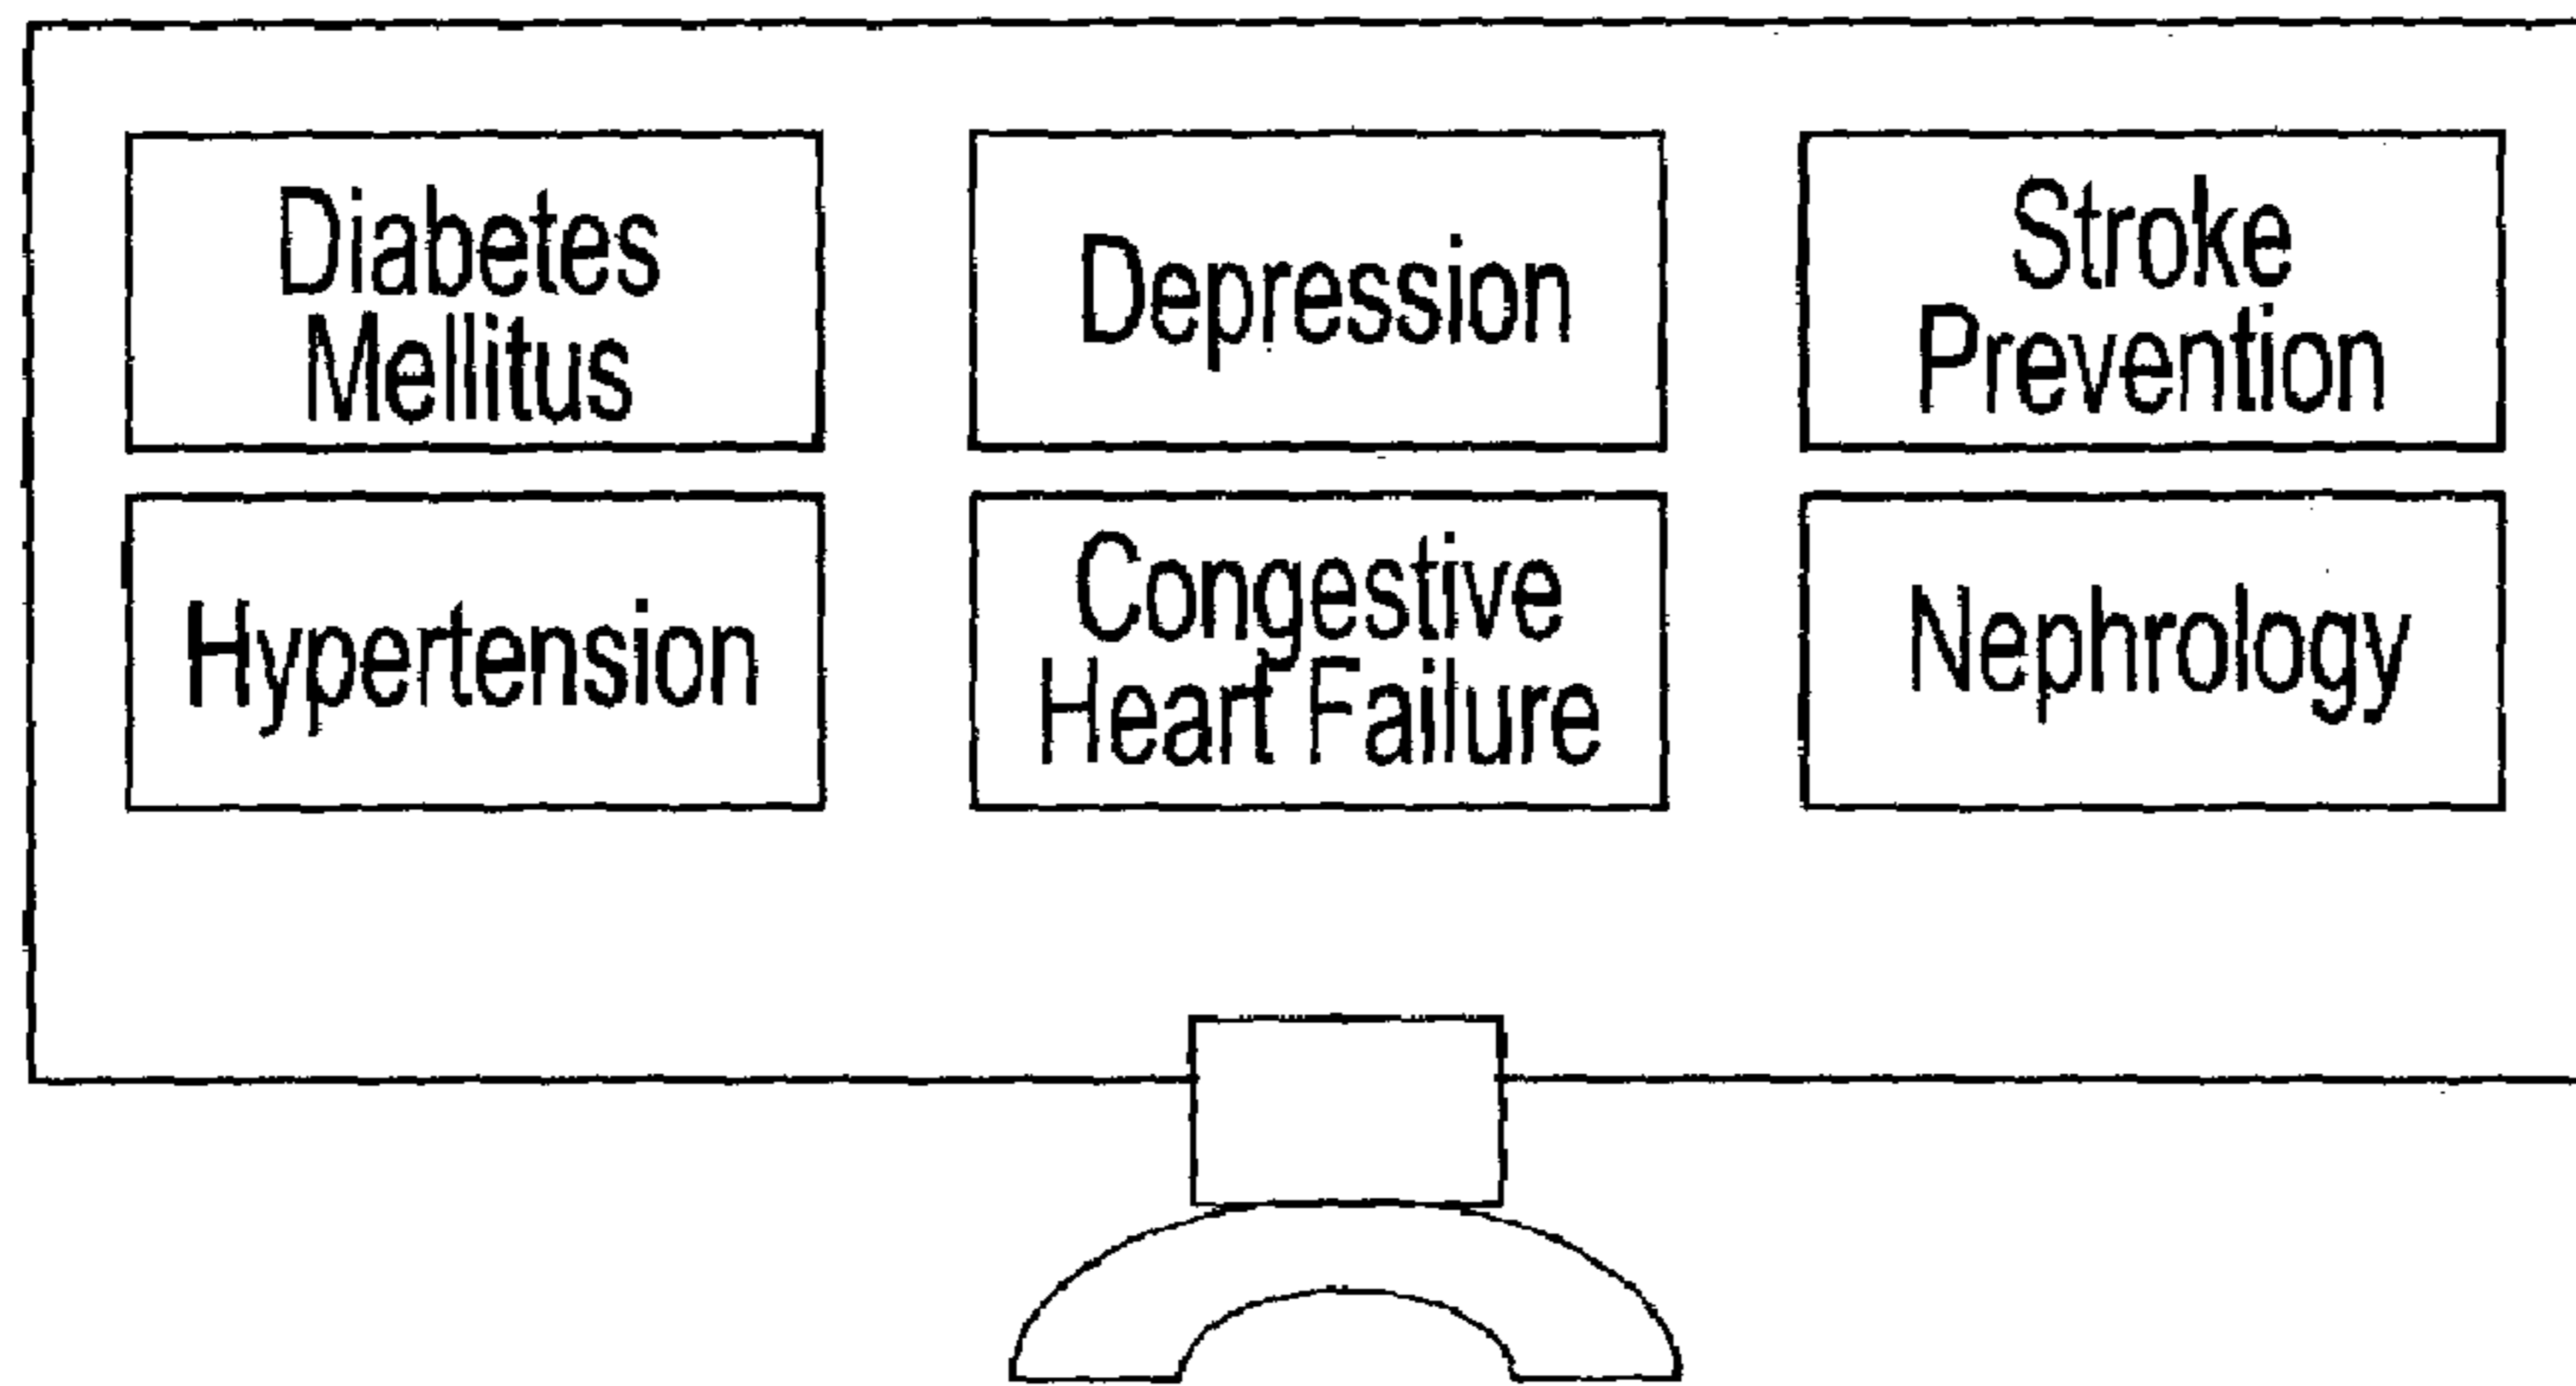 Diabetes
Mellitus
Depression
Stroke
Prevention
Hypertension
Congestive
Heart Failure
Nephrology